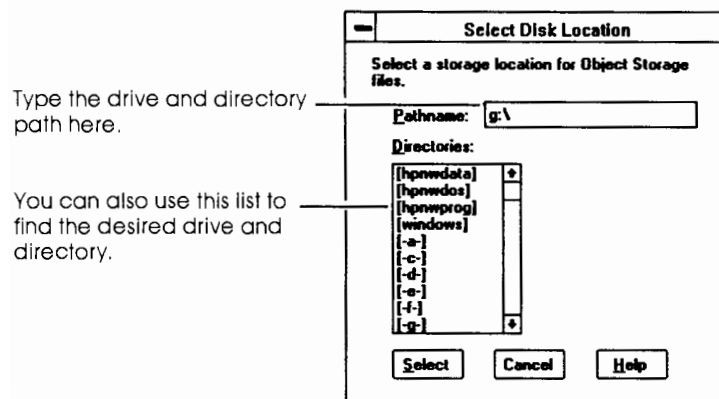 Select Disk Location
Select a storage location for Object Storage
files.
Type the drive and directory
path here.
Pathname: g:\
Directories:
You can also use this list to
find the desired drive and
directory.
[hpnwdata]
[hpnwdos]
[hpnwprog]
[windows]
[-a-]
[-c-]
[-d-]
[-e-]
[-f-]
[-g-]
Select Cancel Help